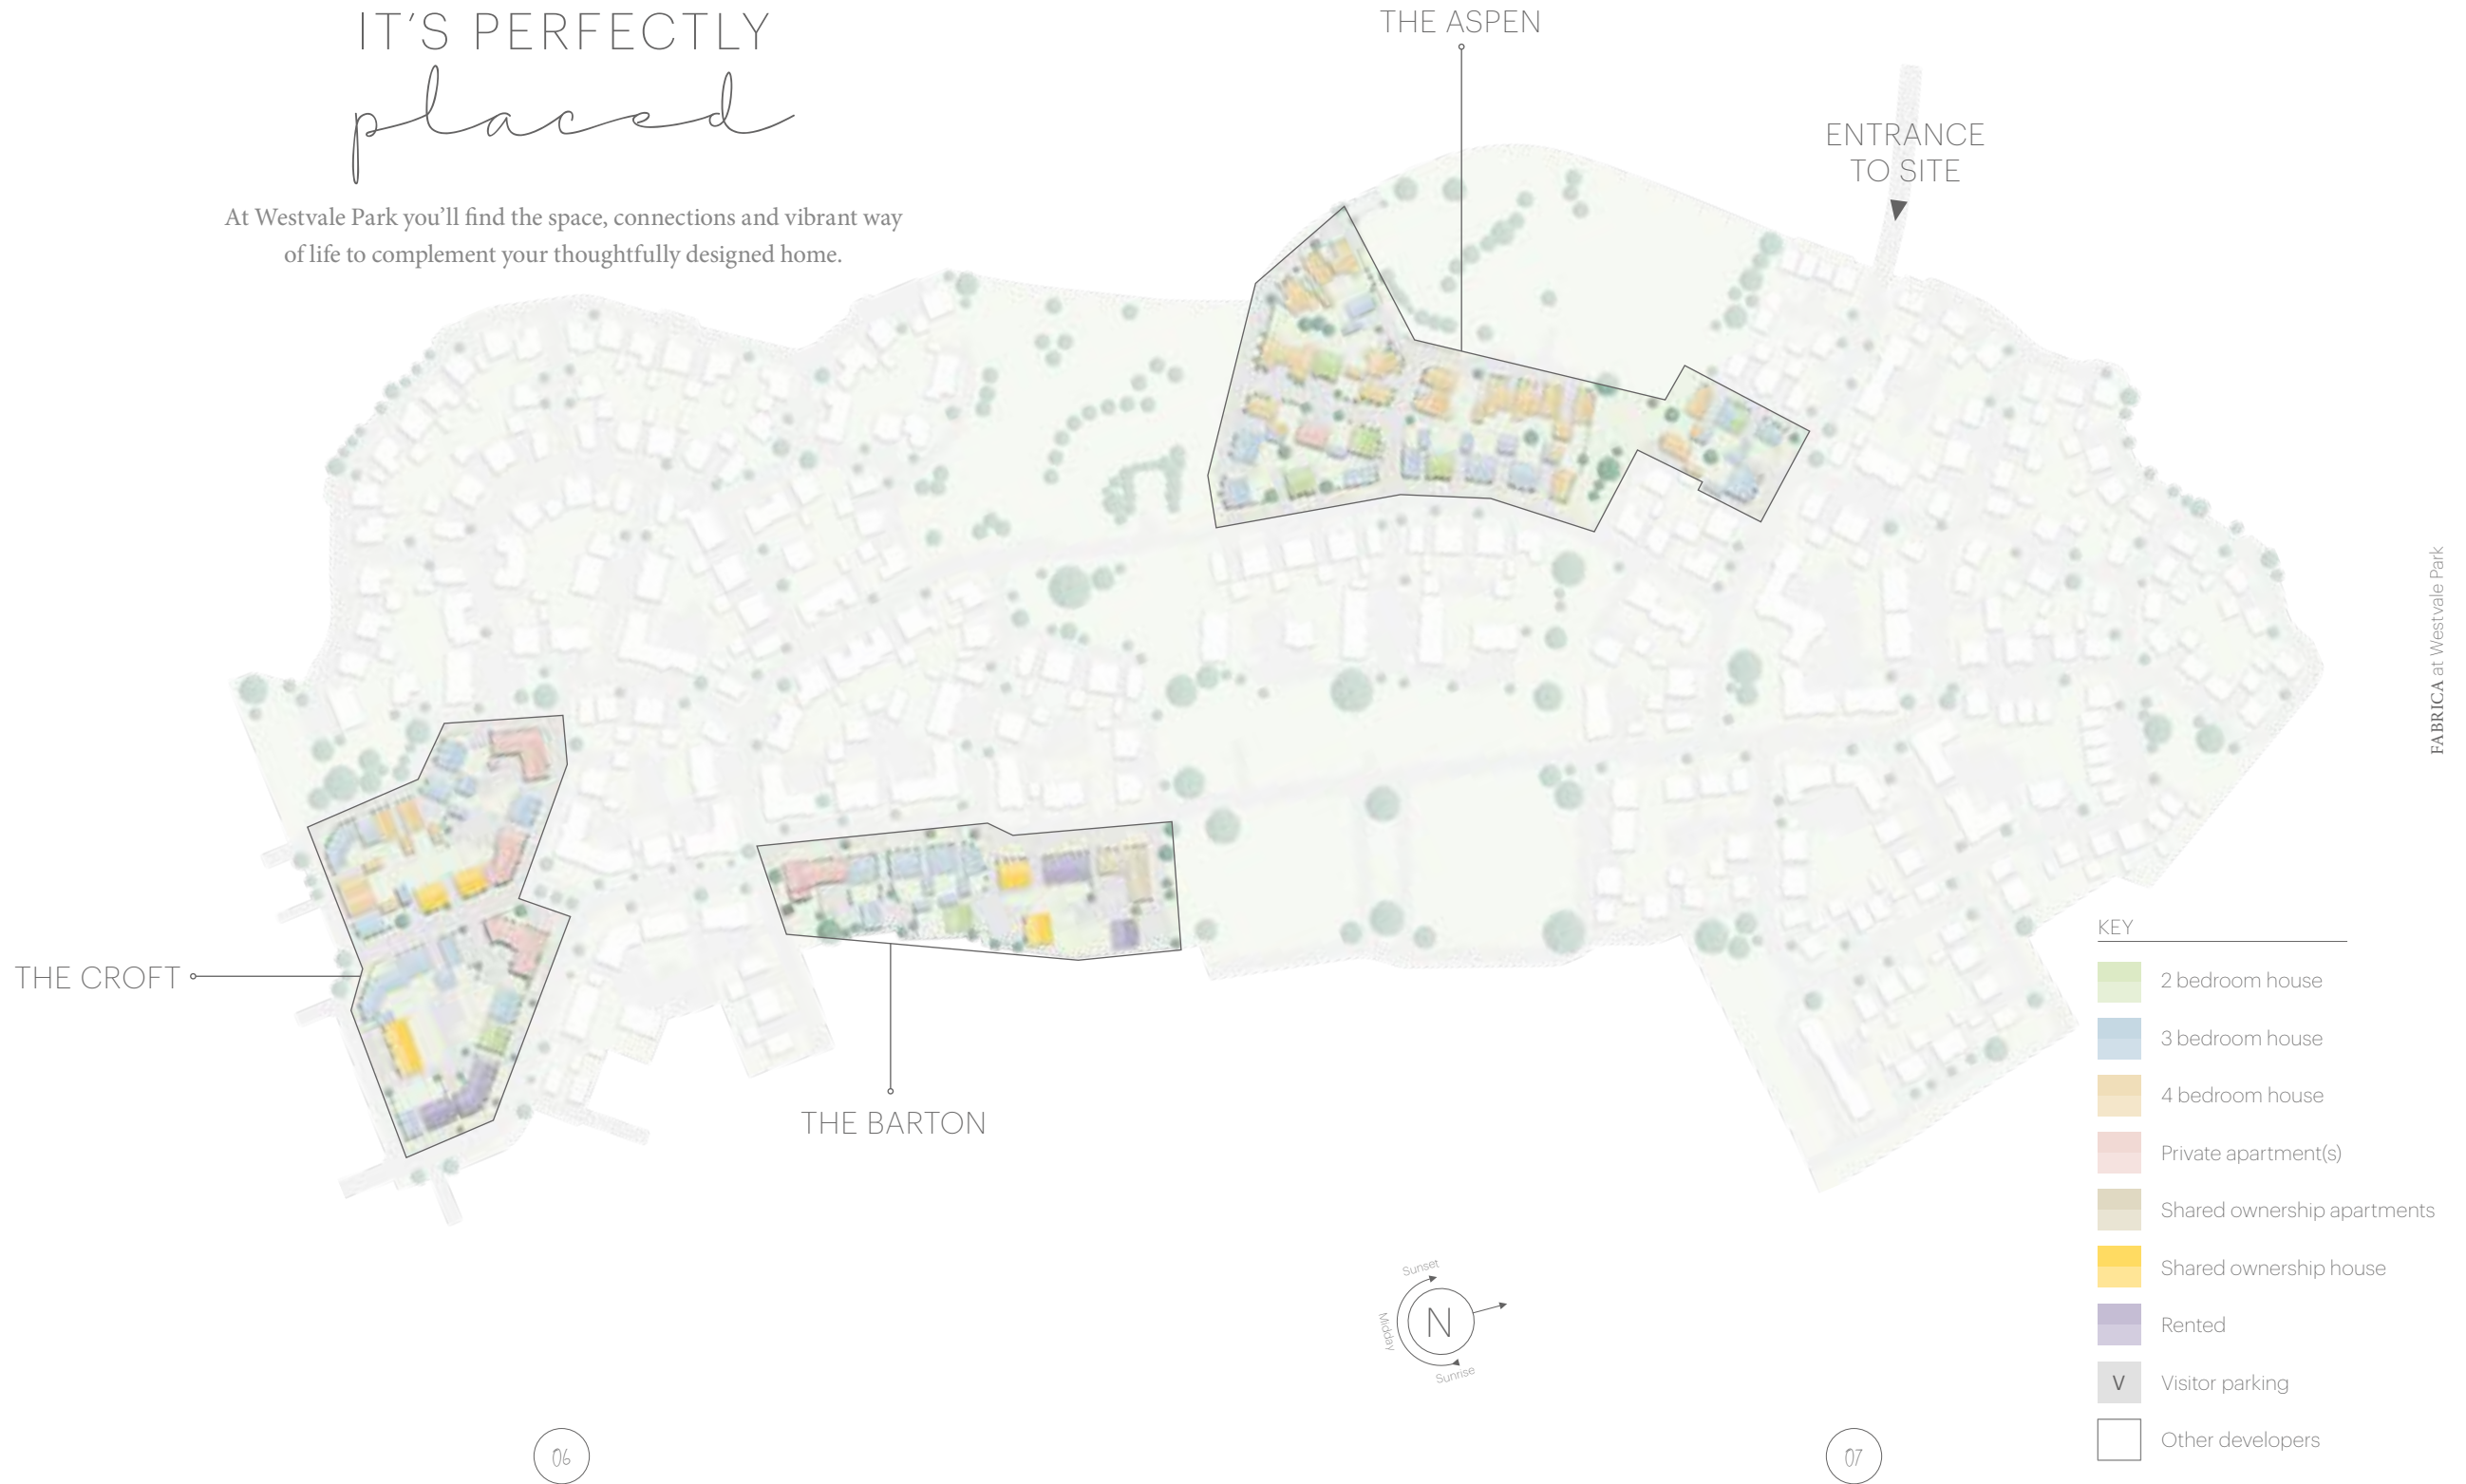 IT'S PERFECTLY
placed
At Westvale Park you'll find the space, connections and vibrant way
of life to complement your thoughtfully designed home.
THE ASPEN
ENTRANCE
TO SITE
FABRICA at Westvale Park
THE CROFT
THE BARTON
KEY
2 bedroom house
3 bedroom house
4 bedroom house
Private apartment(s)
Shared ownership apartments
Shared ownership house
Rented
V Visitor parking
Other developers
Sunset
Midday
N
Sunrise
06
07